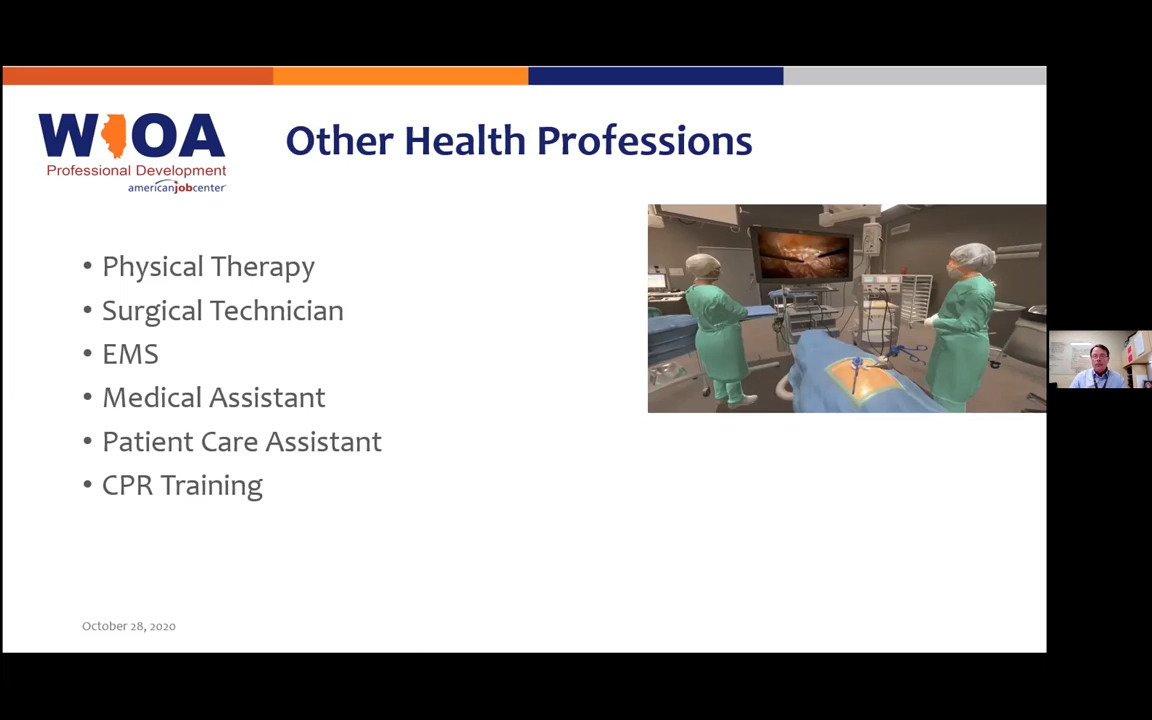 WIOA
Professional Development
americanjobcenter
Other Health Professions
• Physical Therapy
• Surgical Technician
• EMS
• Medical Assistant
• Patient Care Assistant
• CPR Training
October 28, 2020